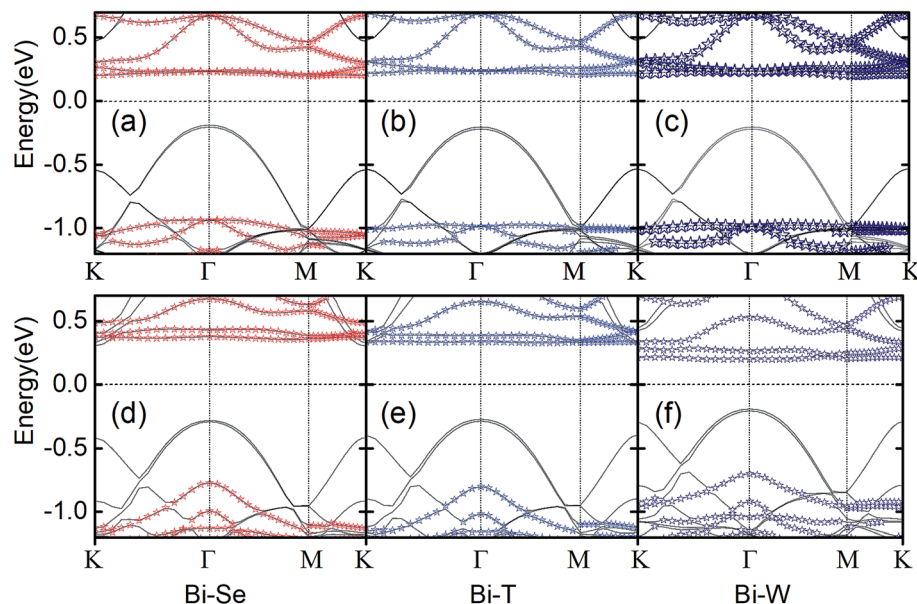 Energy(eV)
0.5
0.0
-0.5
-1.0
(a)
(b)
(c)
K Γ M K Γ M K Γ M K
Energy(eV)
0.5
0.0
-0.5
-1.0
(d)
(e)
(f)
K Γ M K Γ M K Γ M K
Bi-Se Bi-T Bi-W